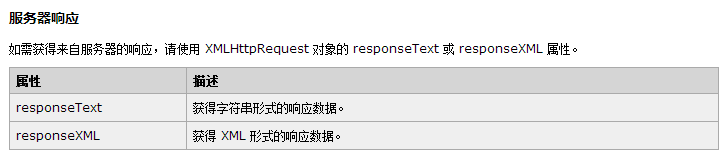 服务器响应
如需获得来自服务器的响应，请使用 XMLHttpRequest 对象的 responseText 或 responseXML 属性。
属性 描述
responseText 获得字符串形式的响应数据。
responseXML 获得 XML 形式的响应数据。